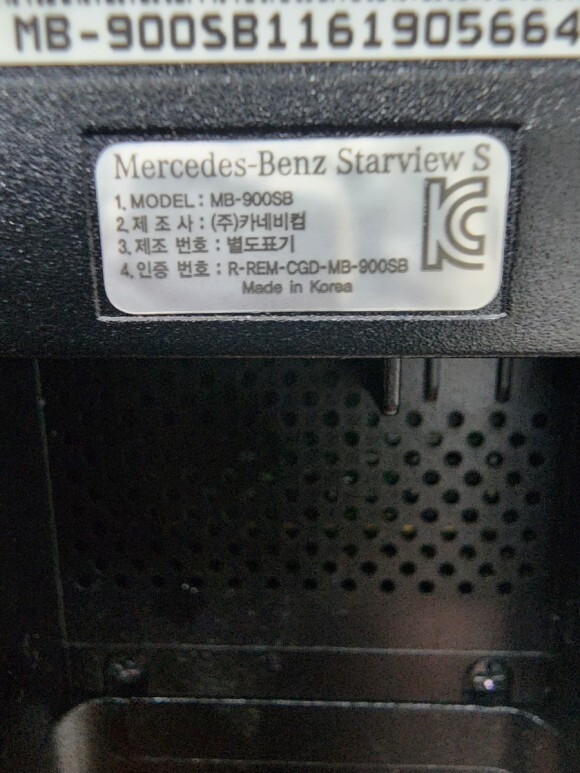 MB-900SB1161905664
Mercedes-Benz Starview S
1. MODEL : MB-900SB
2. 제 조 사 : (주)카네비컴
3. 제조 번호 : 별도표기
4. 인증 번호 : R-REM-CGD-MB-900SB
Made in Korea